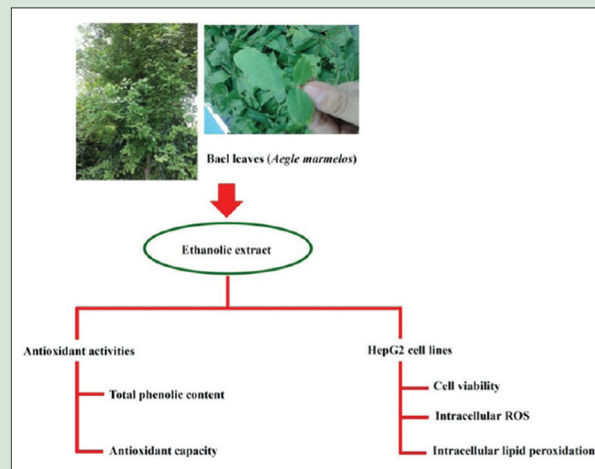 Bael leaves (Aegle marmelos)
Ethanolic extract
Antioxidant activities
Total phenolic content
Antioxidant capacity
HepG2 cell lines
Cell viability
Intracellular ROS
Intracellular lipid peroxidation